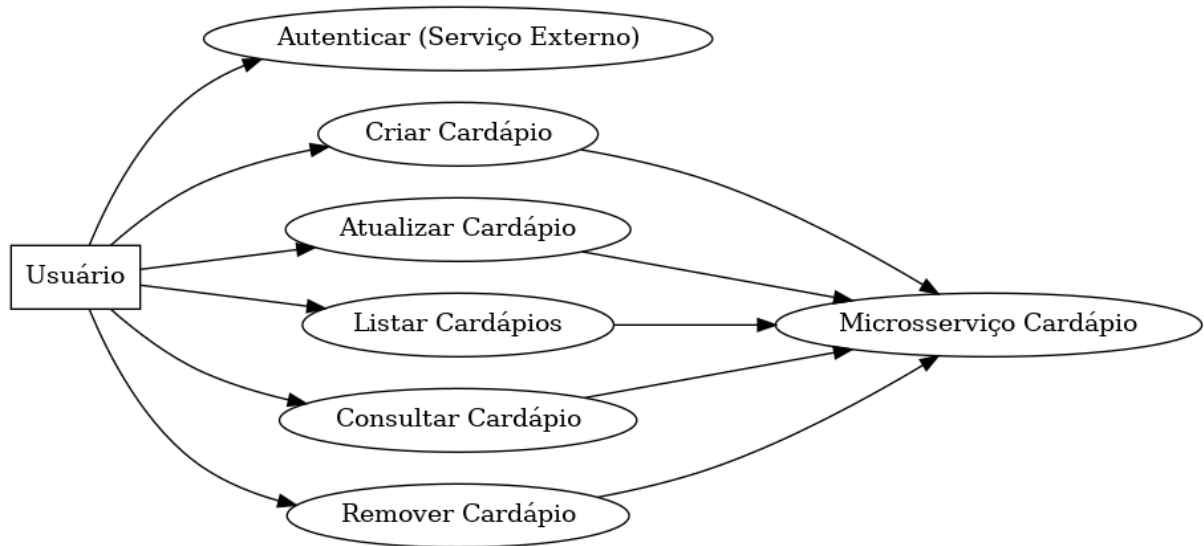 Autenticar (Serviço Externo)
Criar Cardápio
Atualizar Cardápio
Usuário
Listar Cardápios
Microsserviço Cardápio
Consultar Cardápio
Remover Cardápio